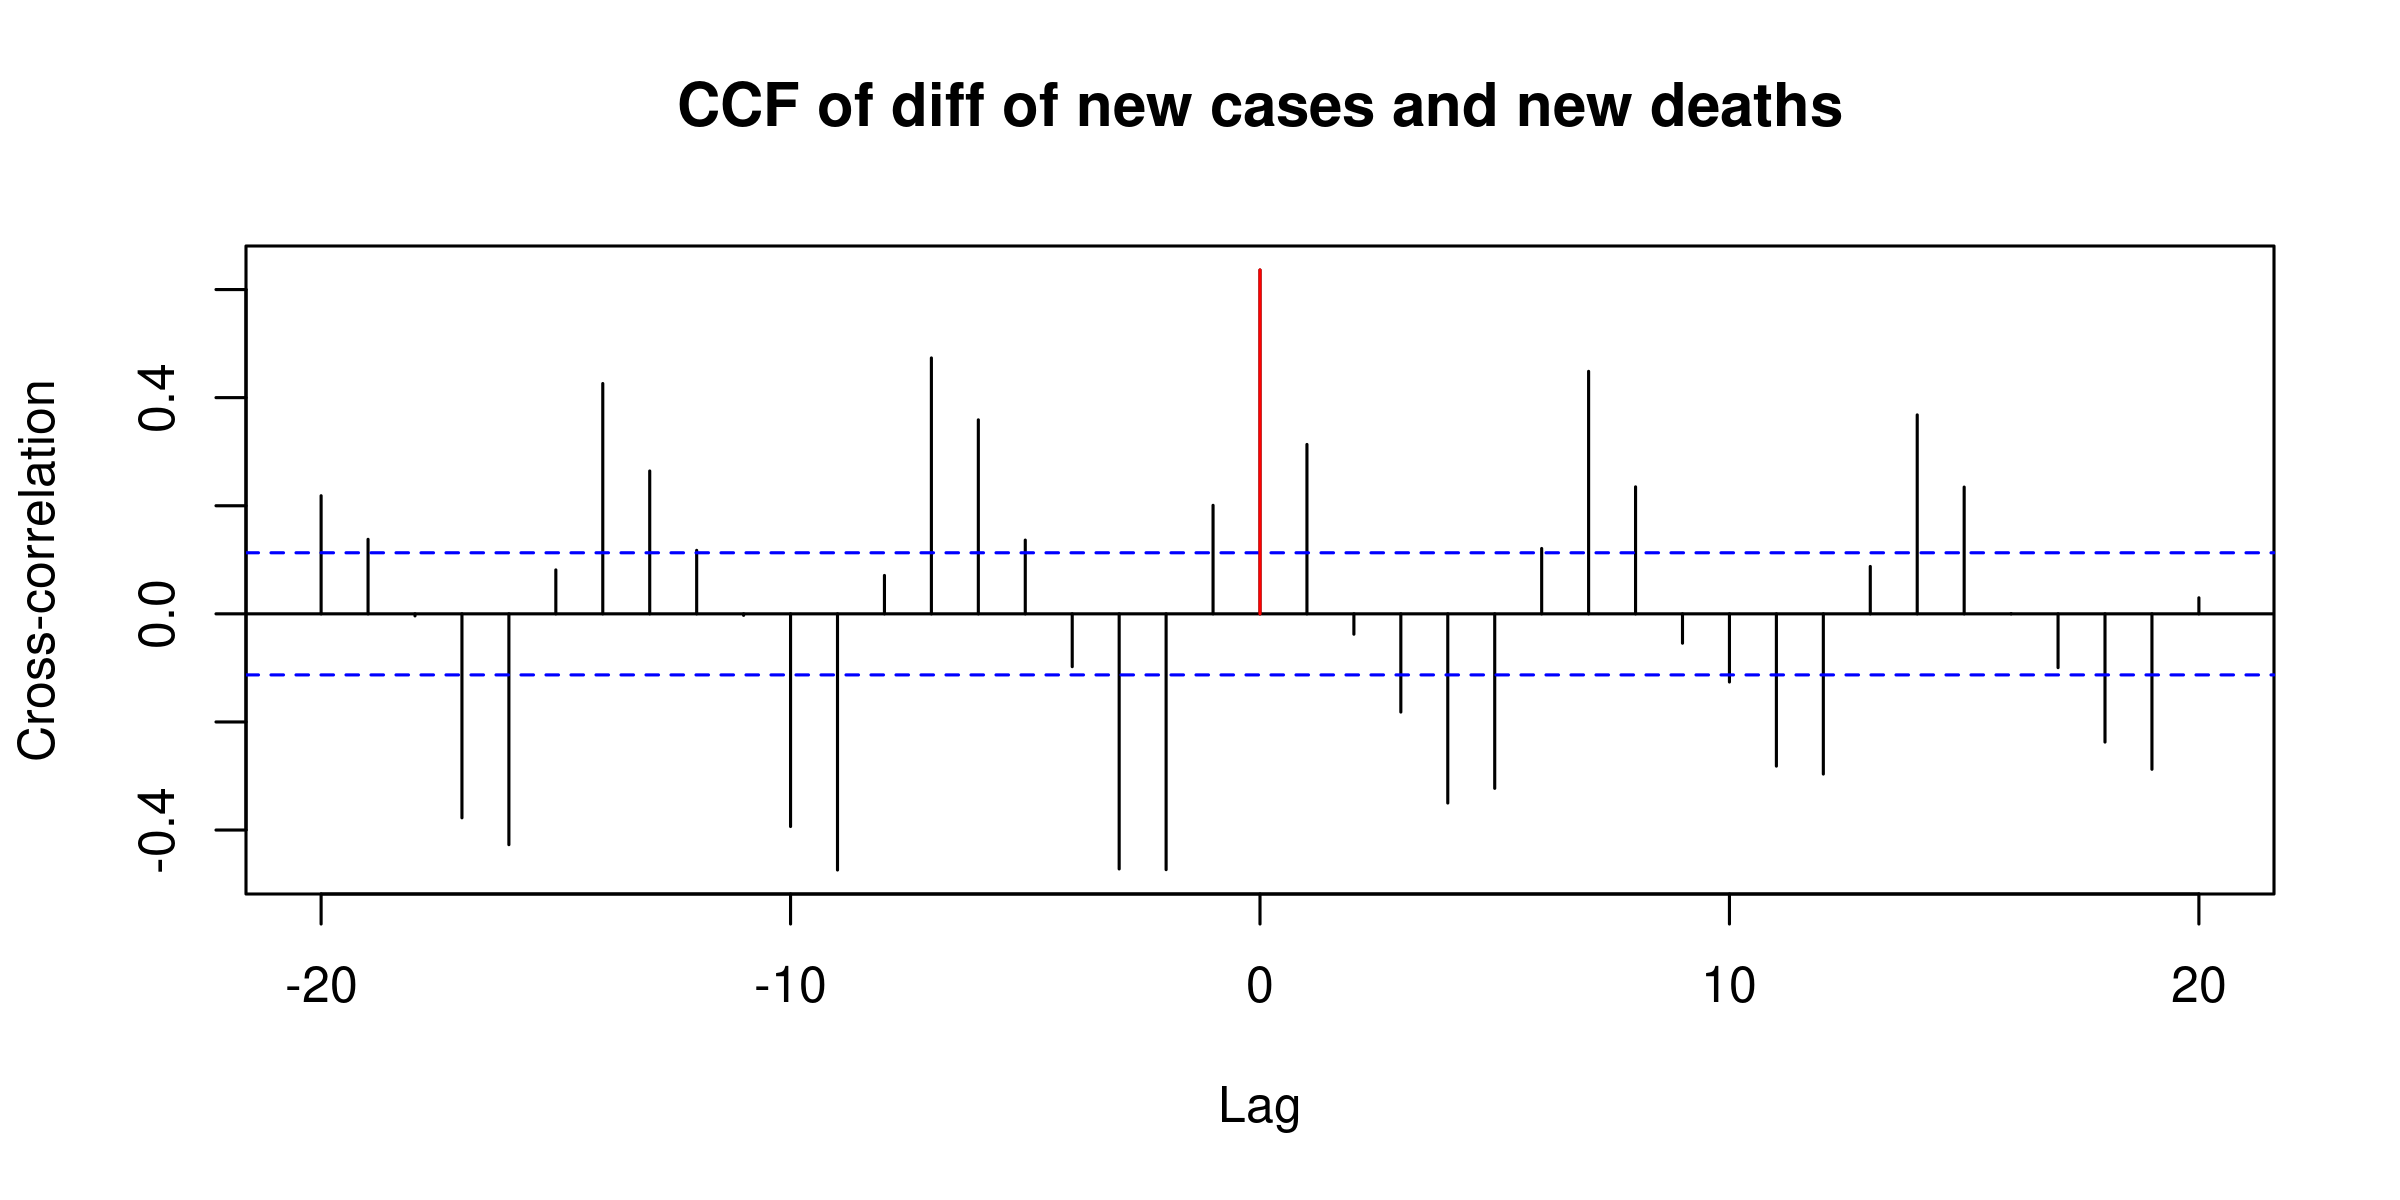 CCF of diff of new cases and new deaths
Cross-correlation
0.4
0.0
-0.4
-20 -10 0 10 20
Lag